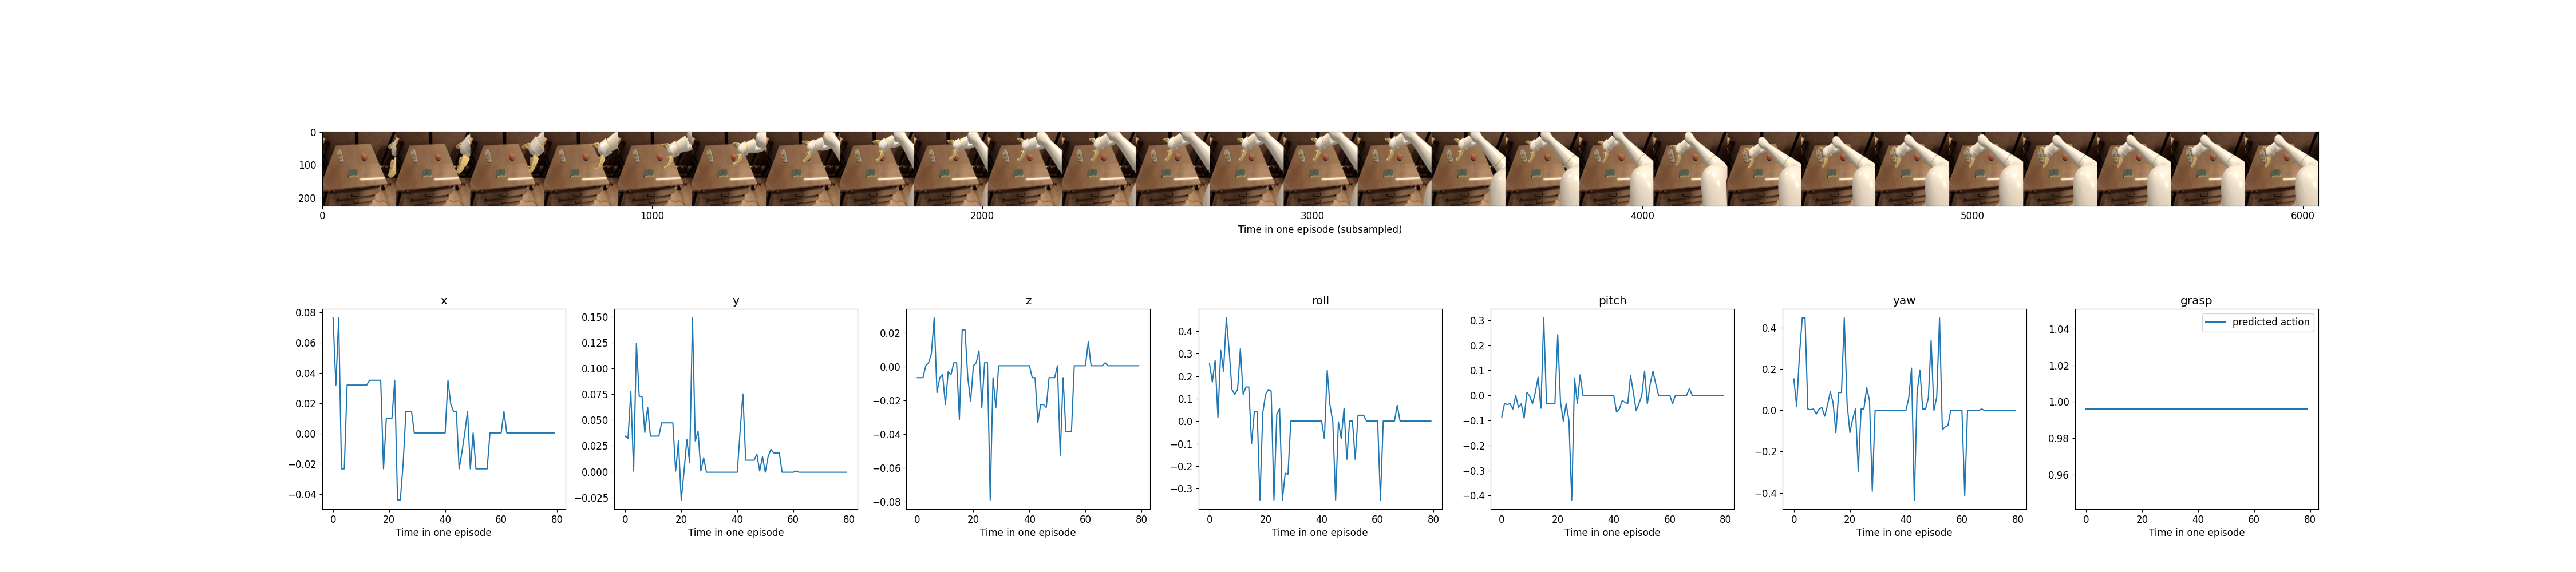 0
100
200
0 1000 2000 3000 4000 5000 6000
Time in one episode (subsampled)
x
0.08
0.06
0.04
0.02
0.00
−0.02
−0.04
0 20 40 60 80
Time in one episode
y
0.150
0.125
0.100
0.075
0.050
0.025
0.000
−0.025
0 20 40 60 80
Time in one episode
z
0.02
0.00
−0.02
−0.04
−0.06
−0.08
0 20 40 60 80
Time in one episode
roll
0.4
0.3
0.2
0.1
0.0
−0.1
−0.2
−0.3
0 20 40 60 80
Time in one episode
pitch
0.3
0.2
0.1
0.0
−0.1
−0.2
−0.3
−0.4
0 20 40 60 80
Time in one episode
yaw
0.4
0.2
0.0
−0.2
−0.4
0 20 40 60 80
Time in one episode
grasp
predicted action
1.04
1.02
1.00
0.98
0.96
0 20 40 60 80
Time in one episode